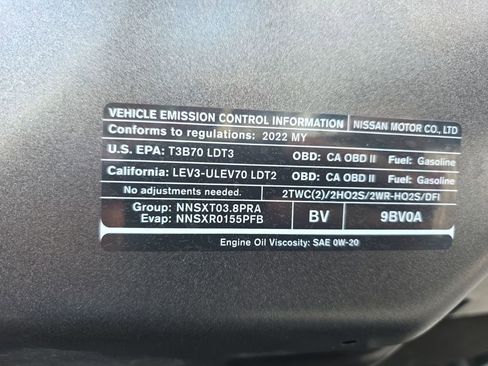 VEHICLE EMISSION CONTROL INFORMATION NISSAN MOTOR CO., LTD
Conforms to regulations: 2022 MY
U.S. EPA: T3B70 LDT3 OBD: CA OBD II Fuel: Gasoline
California: LEV3-ULEV70 LDT2 OBD: CA OBD II Fuel: Gasoline
No adjustments needed. 2TWC(2)/2HO2S/2WR-HO2S/DFI
Group: NNSXT03.8PRA BV 9BV0A
Evap: NNSXR0155PFB
Engine Oil Viscosity: SAE 0W-20